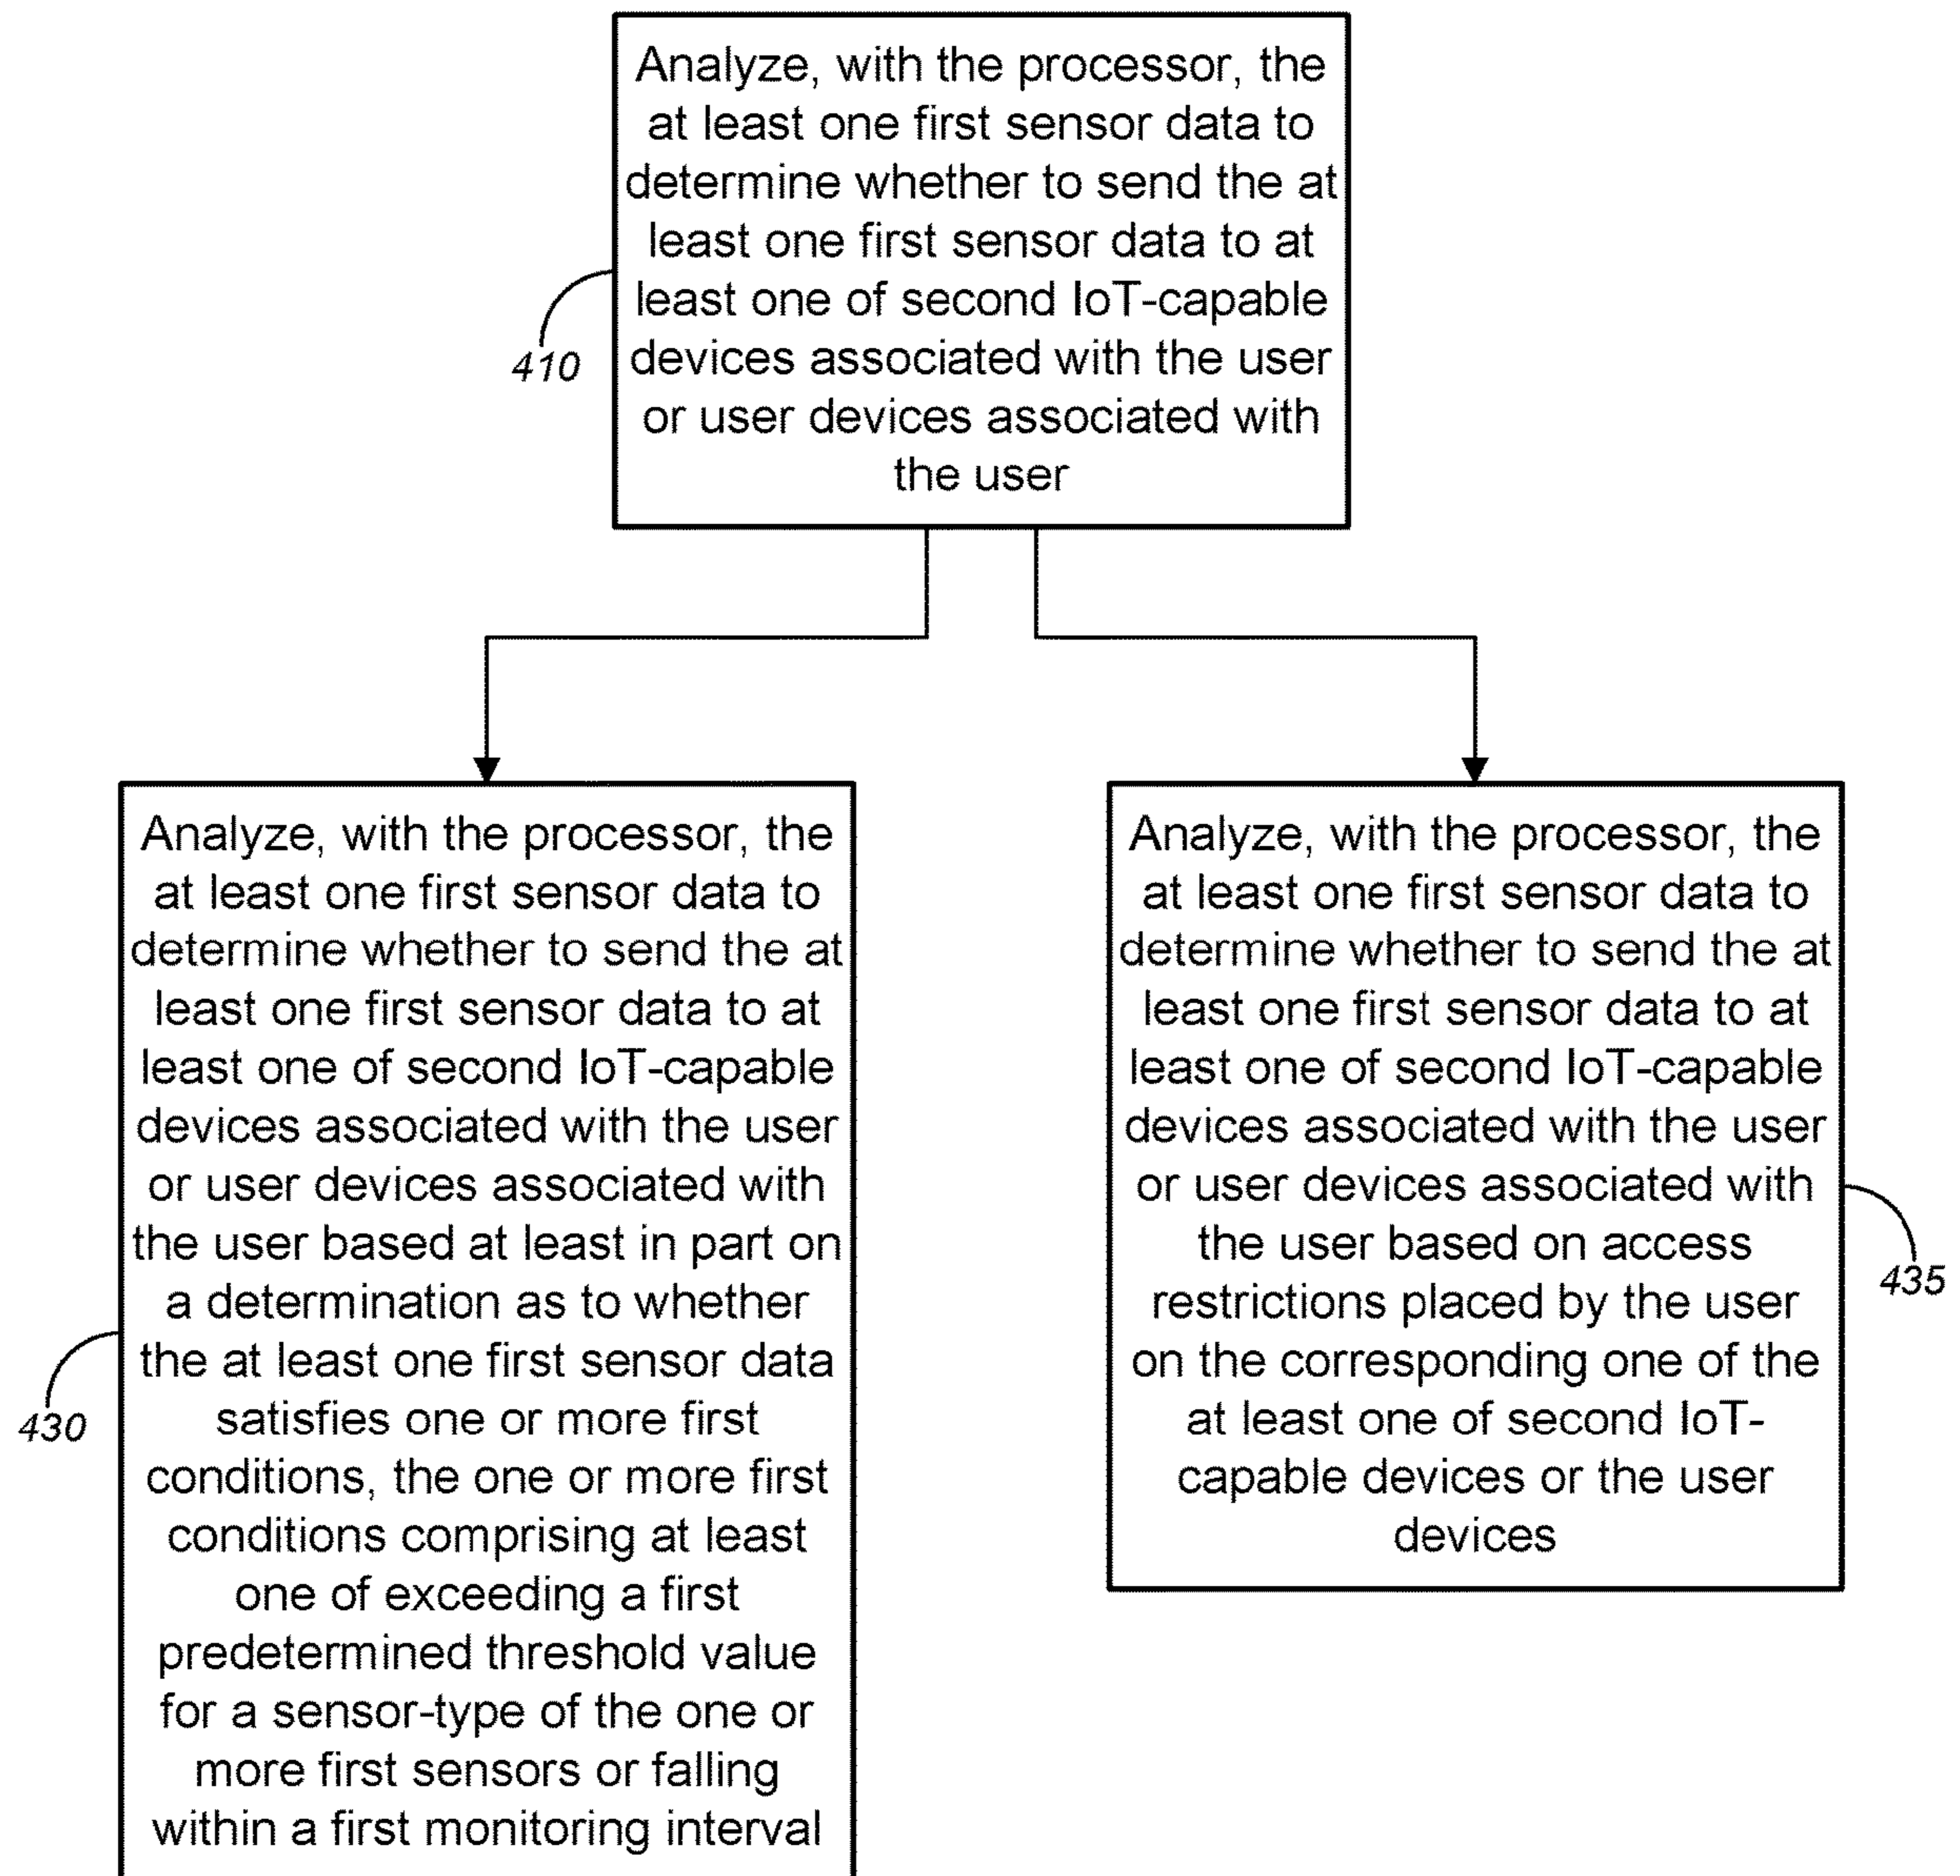 Analyze, with the processor, the
at least one first sensor data to
determine whether to send the at
least one first sensor data to at
least one of second IoT-capable
devices associated with the user
or user devices associated with
the user
410
Analyze, with the processor, the
at least one first sensor data to
determine whether to send the at
least one first sensor data to at
least one of second IoT-capable
devices associated with the user
or user devices associated with
the user based at least in part on
a determination as to whether
the at least one first sensor data
satisfies one or more first
conditions, the one or more first
conditions comprising at least
one of exceeding a first
predetermined threshold value
for a sensor-type of the one or
more first sensors or falling
within a first monitoring interval
430
Analyze, with the processor, the
at least one first sensor data to
determine whether to send the at
least one first sensor data to at
least one of second IoT-capable
devices associated with the user
or user devices associated with
the user based on access
restrictions placed by the user
on the corresponding one of the
at least one of second IoT-
capable devices or the user
devices
435